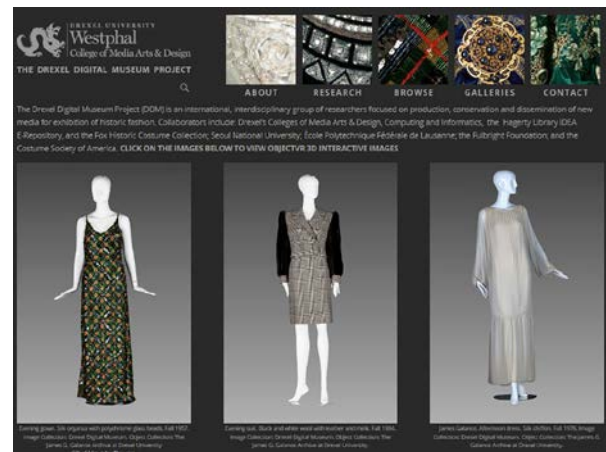 DREXEL UNIVERSITY
Westphal
College of Media Arts & Design
THE DREXEL DIGITAL MUSEUM PROJECT
ABOUT
RESEARCH
BROWSE
GALLERIES
CONTACT
The Drexel Digital Museum Project (DDM) is an international, interdisciplinary group of researchers focused on production, conservation and dissemination of new
media for exhibition of historic fashion. Collaborators include: Drexel's Colleges of Media Arts & Design, Computing and Informatics, the Hagerty Library IDEA
E-Repository, and the Fox Historic Costume Collection; Seoul National University; École Polytechnique Fédérale de Lausanne; the Fulbright Foundation; and the
Costume Society of America. CLICK ON THE IMAGES BELOW TO VIEW OBJECTVR 3D INTERACTIVE IMAGES
Evening gown. Silk organza with polychrome glass beads. Fall 1957.
Image Collection: Drexel Digital Museum. Object Collection: The
James G. Galanos Archive at Drexel University.
Evening suit. Black and white wool with leather and mink. Fall 1984.
Image Collection: Drexel Digital Museum. Object Collection: The
James G. Galanos Archive at Drexel University.
James Galanos. Afternoon dress. Silk chiffon. Fall 1976. Image
Collection: Drexel Digital Museum. Object Collection: The James G.
Galanos Archive at Drexel University.